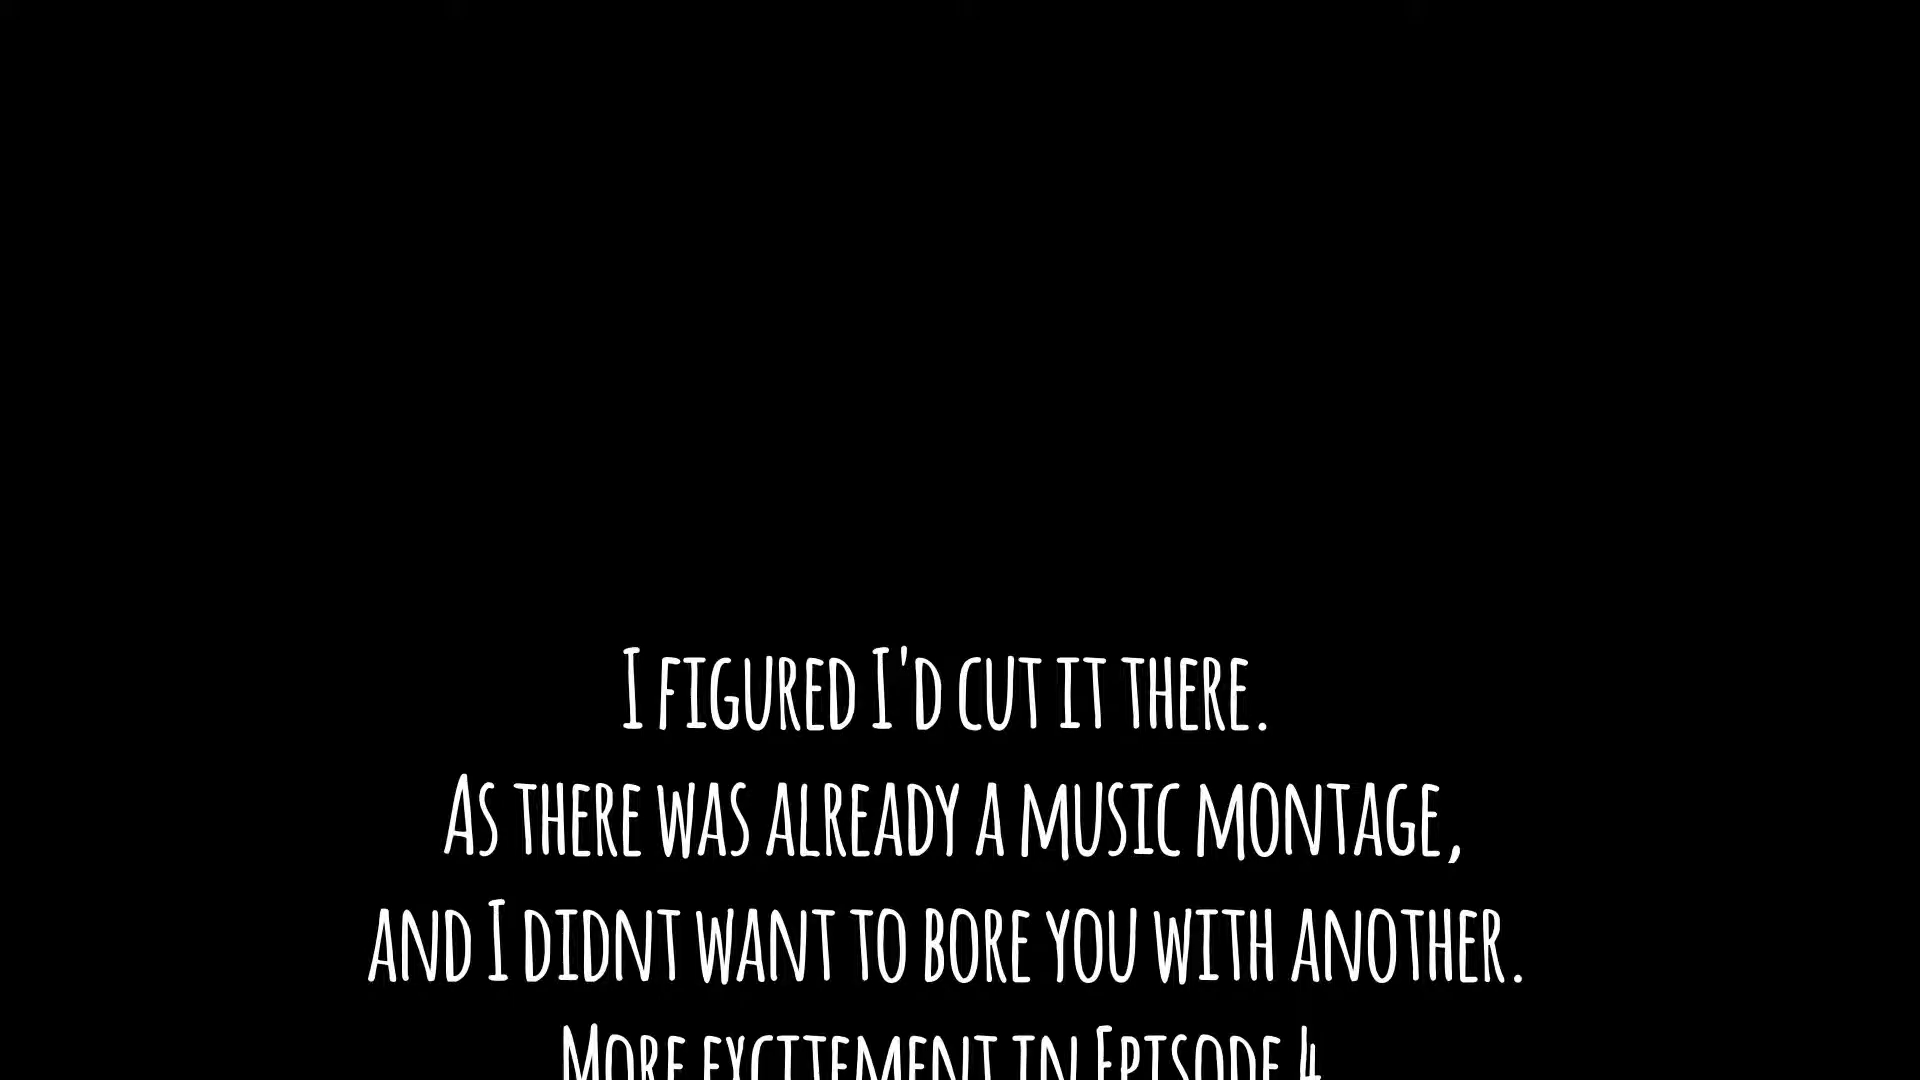 I figured I'd cut it there.
As there was already a music montage,
and I didnt want to bore you with another.
More excitement in Episode 4